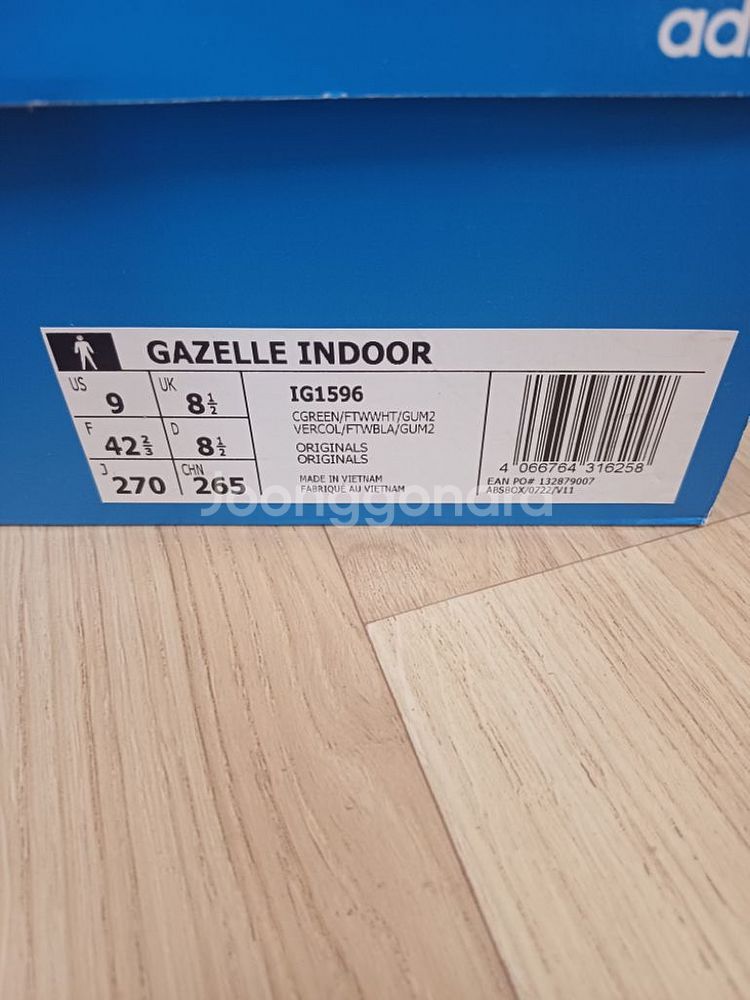 GAZELLE INDOOR
US 9 UK 8½
F 42⅔ D 8½
J 270 CHN 265
IG1596
CGREEN/FTWWHT/GUM2
VERCOL/FTWBLA/GUM2
ORIGINALS
ORIGINALS
MADE IN VIETNAM
FABRIQUÉ AU VIETNAM
4 066764 316258
EAN PO# 132879007
ABSBOX/0722/V11
Joonggonara